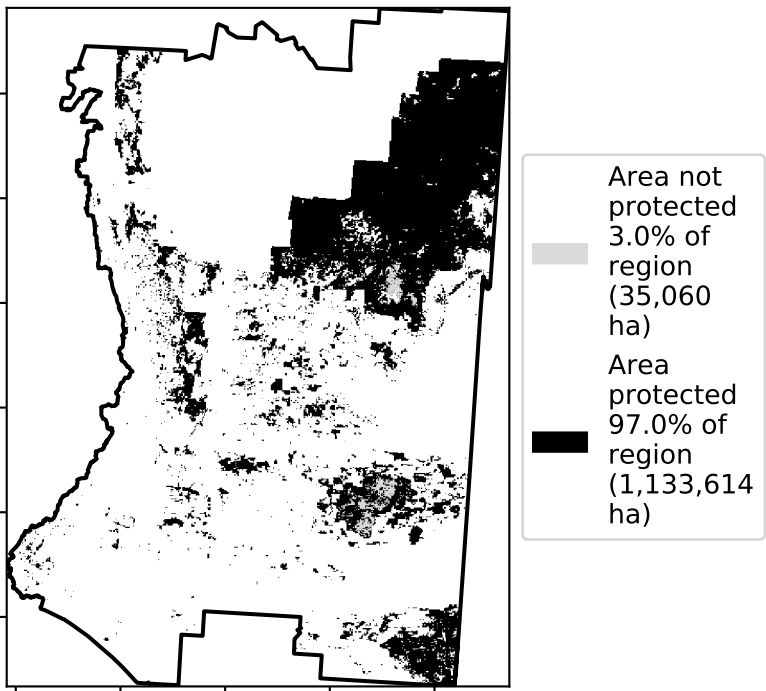 Area not
protected
3.0% of
region
(35,060
ha)
Area
protected
97.0% of
region
(1,133,614
ha)